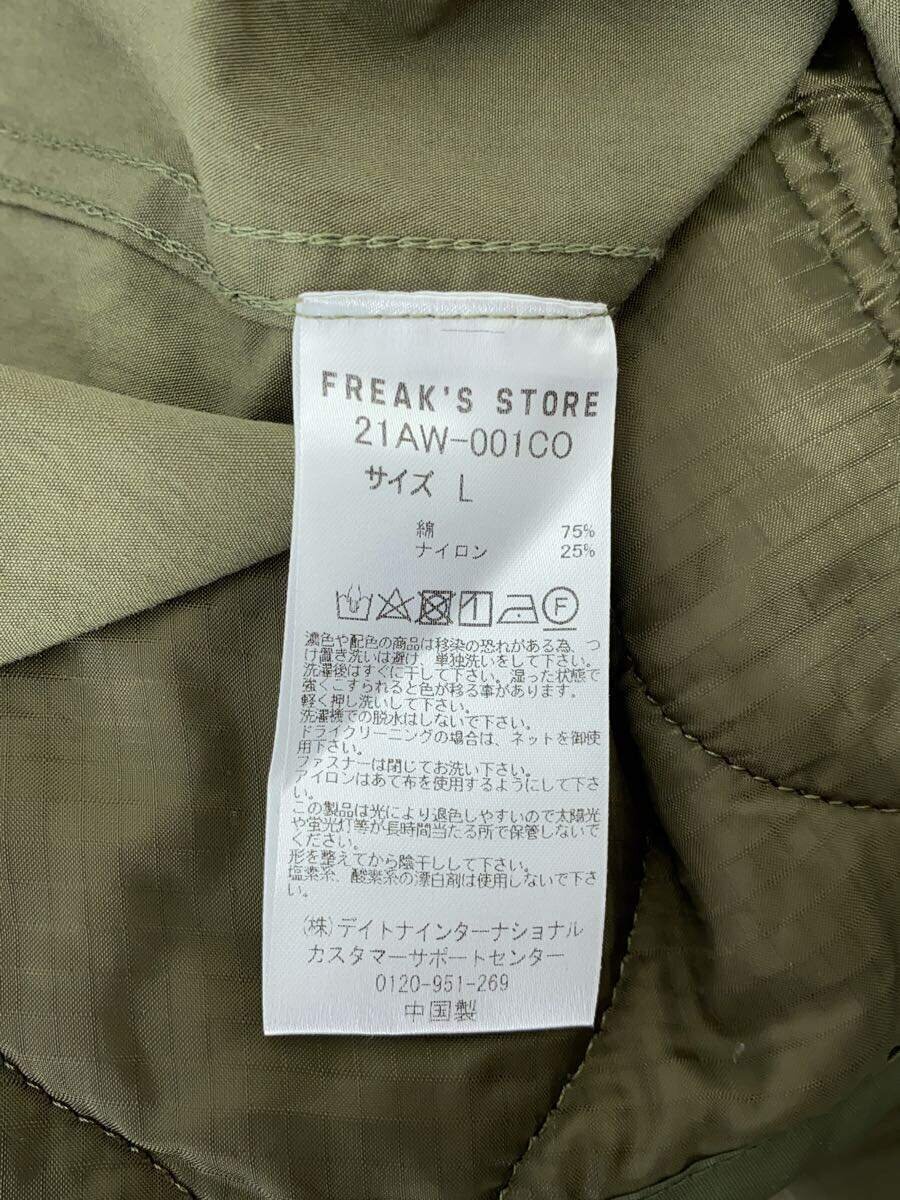 FREAK'S STORE
21AW-001CO
サイズ L
綿 75%
ナイロン 25%
F
濃色や配色の商品は移染の恐れがある為、つ
け置き洗いは避け、単独洗いをして下さい。
洗濯後はすぐに干して下さい。湿った状態で
強くこすられると色が移る事があります。
軽く押し洗いして下さい。
洗濯機での脱水はしないで下さい。
ドライクリーニングの場合は、ネットを御使
用下さい。
ファスナーは閉じてお洗い下さい。
アイロンはあて布を使用するようにして下さ
い。
この製品は光により退色しやすいので太陽光
や蛍光灯等が長時間当たる所で保管しないで
ください。
形を整えてから陰干しして下さい。
塩素系、酸素系の漂白剤は使用しないで下さ
い。
(株)デイトナインターナショナル
カスタマーサポートセンター
0120-951-269
中国製